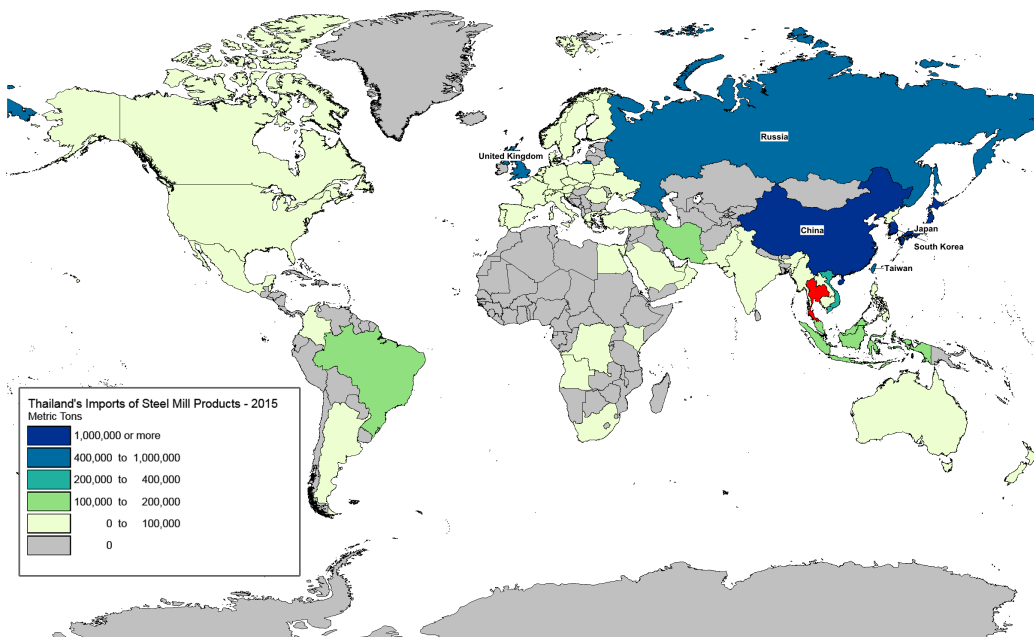 United Kingdom
Russia
China
Japan
South Korea
Taiwan
Thailand's Imports of Steel Mill Products - 2015
Metric Tons
1,000,000 or more
400,000 to 1,000,000
200,000 to 400,000
100,000 to 200,000
0 to 100,000
0